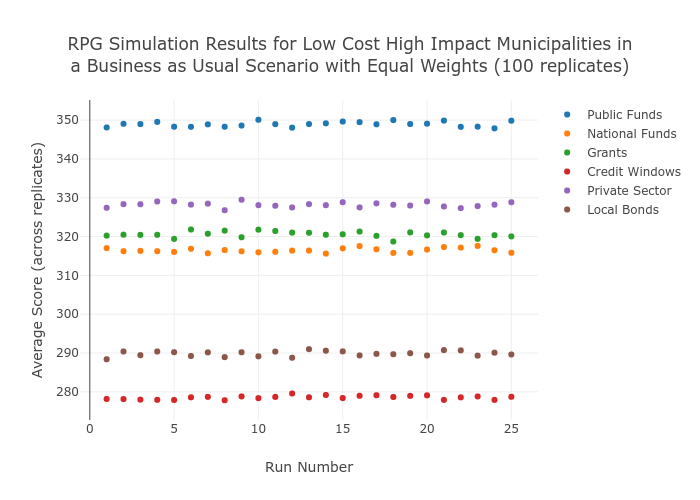 RPG Simulation Results for Low Cost High Impact Municipalities in
a Business as Usual Scenario with Equal Weights (100 replicates)
Average Score (across replicates)
350
340
330
320
310
300
290
280
0
5
10
15
20
25
Run Number
Public Funds
National Funds
Grants
Credit Windows
Private Sector
Local Bonds